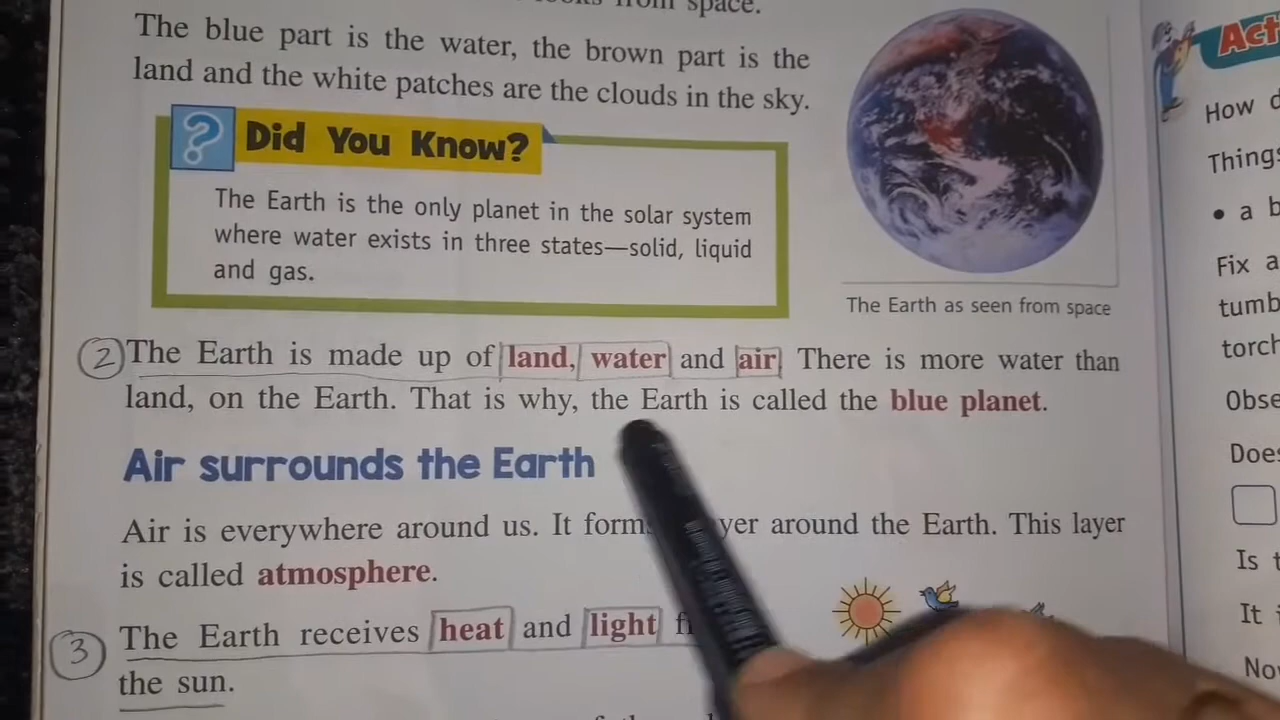 from space.
The blue part is the water, the brown part is the
land and the white patches are the clouds in the sky.
Did You Know?
The Earth is the only planet in the solar system
where water exists in three states—solid, liquid
and gas.
The Earth as seen from space
2 The Earth is made up of land, water and air. There is more water than
land, on the Earth. That is why, the Earth is called the blue planet.
Air surrounds the Earth
Air is everywhere around us. It around the Earth. This layer
is called atmosphere.
3 The Earth receives heat and light
the sun.
How
Things
• a
Fix a
Is
It